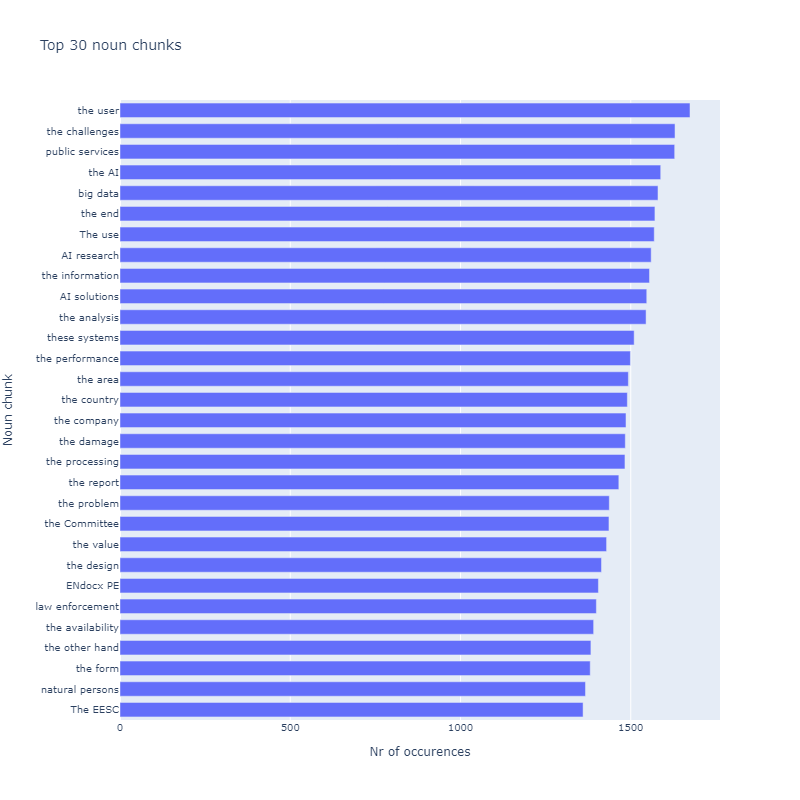 Top 30 noun chunks
Noun chunk
the user
the challenges
public services
the AI
big data
the end
The use
AI research
the information
AI solutions
the analysis
these systems
the performance
the area
the country
the company
the damage
the processing
the report
the problem
the Committee
the value
the design
ENdocx PE
law enforcement
the availability
the other hand
the form
natural persons
The EESC
0 500 1000 1500
Nr of occurences